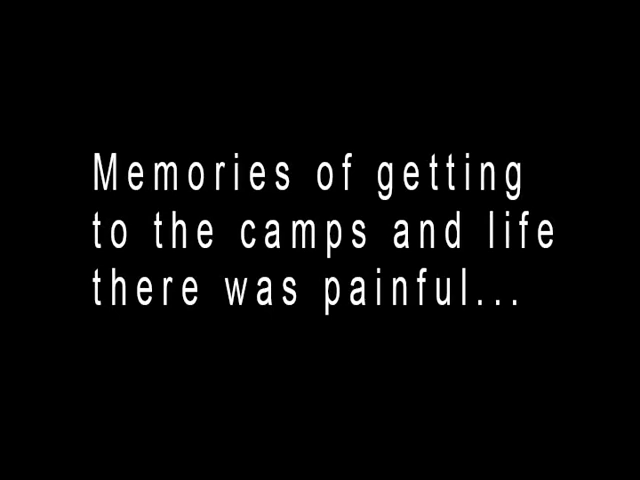 Memories of getting
to the camps and life
there was painful...